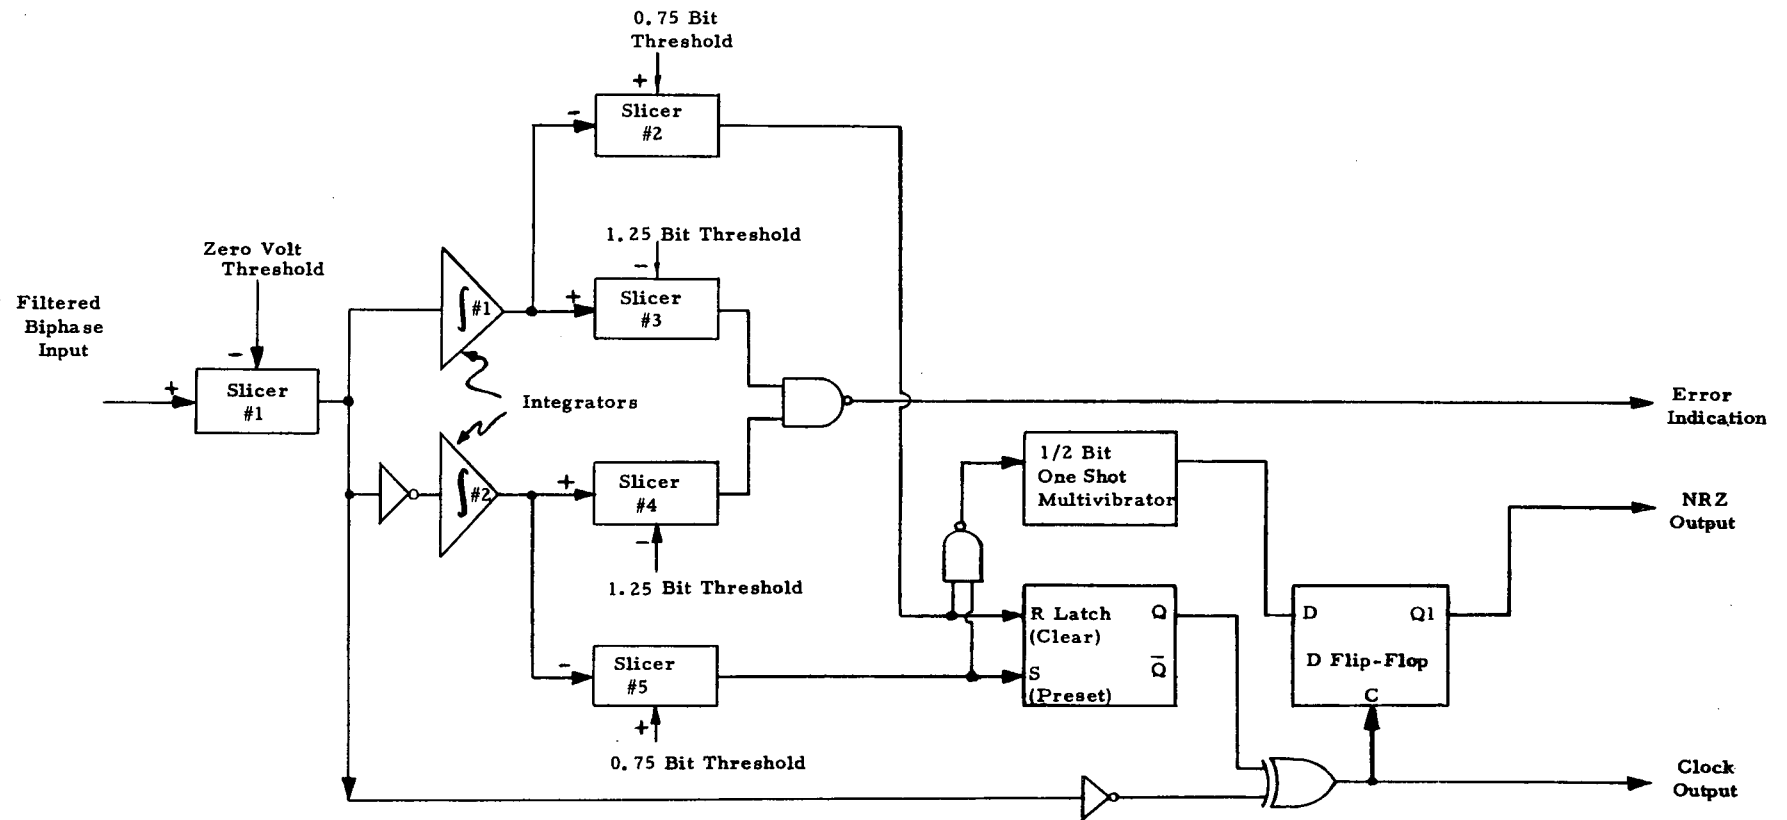 0.75 Bit
Threshold
+
-
Slicer
#2
1.25 Bit Threshold
-
+
Slicer
#3
Zero Volt
Threshold
Filtered
Biphase
Input
-
+
Slicer
#1
∫ #1
Integrators
∫ #2
+
Slicer
#4
-
1.25 Bit Threshold
-
Slicer
#5
+
0.75 Bit Threshold
Error
Indication
1/2 Bit
One Shot
Multivibrator
NRZ
Output
R Latch
(Clear)
Q
Q̅
S
(Preset)
D
Q1
D Flip-Flop
C
Clock
Output